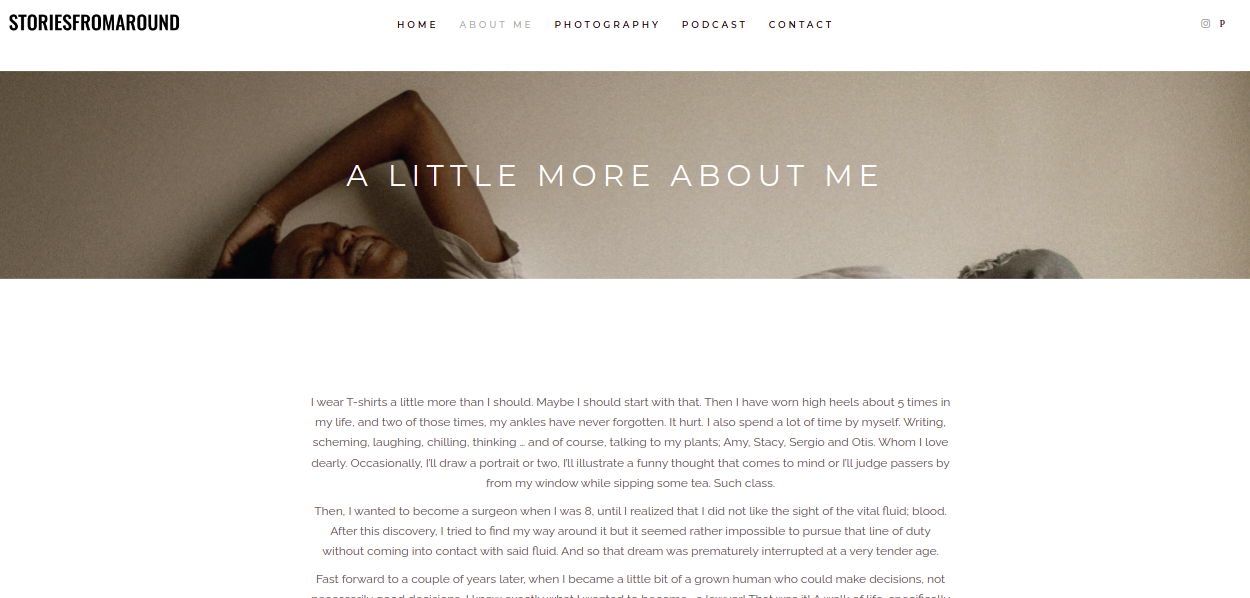 STORIESFROMAROUND
HOME ABOUT ME PHOTOGRAPHY PODCAST CONTACT
P
A LITTLE MORE ABOUT ME
I wear T-shirts a little more than I should. Maybe I should start with that. Then I have worn high heels about 5 times in
my life, and two of those times, my ankles have never forgotten. It hurt. I also spend a lot of time by myself. Writing,
scheming, laughing, chilling, thinking … and of course, talking to my plants; Amy, Stacy, Sergio and Otis. Whom I love
dearly. Occasionally, I'll draw a portrait or two, I'll illustrate a funny thought that comes to mind or I'll judge passers by
from my window while sipping some tea. Such class.
Then, I wanted to become a surgeon when I was 8, until I realized that I did not like the sight of the vital fluid; blood.
After this discovery, I tried to find my way around it but it seemed rather impossible to pursue that line of duty
without coming into contact with said fluid. And so that dream was prematurely interrupted at a very tender age.
Fast forward to a couple of years later, when I became a little bit of a grown human who could make decisions, not